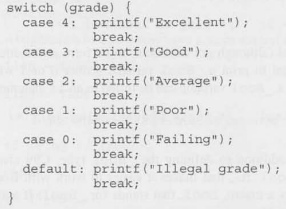 switch (grade) {
  case 4:  printf("Excellent");
           break;
  case 3:  printf("Good");
           break;
  case 2:  printf("Average");
           break;
  case 1:  printf("Poor");
           break;
  case 0:  printf("Failing");
           break;
  default: printf("Illegal grade");
           break;
}